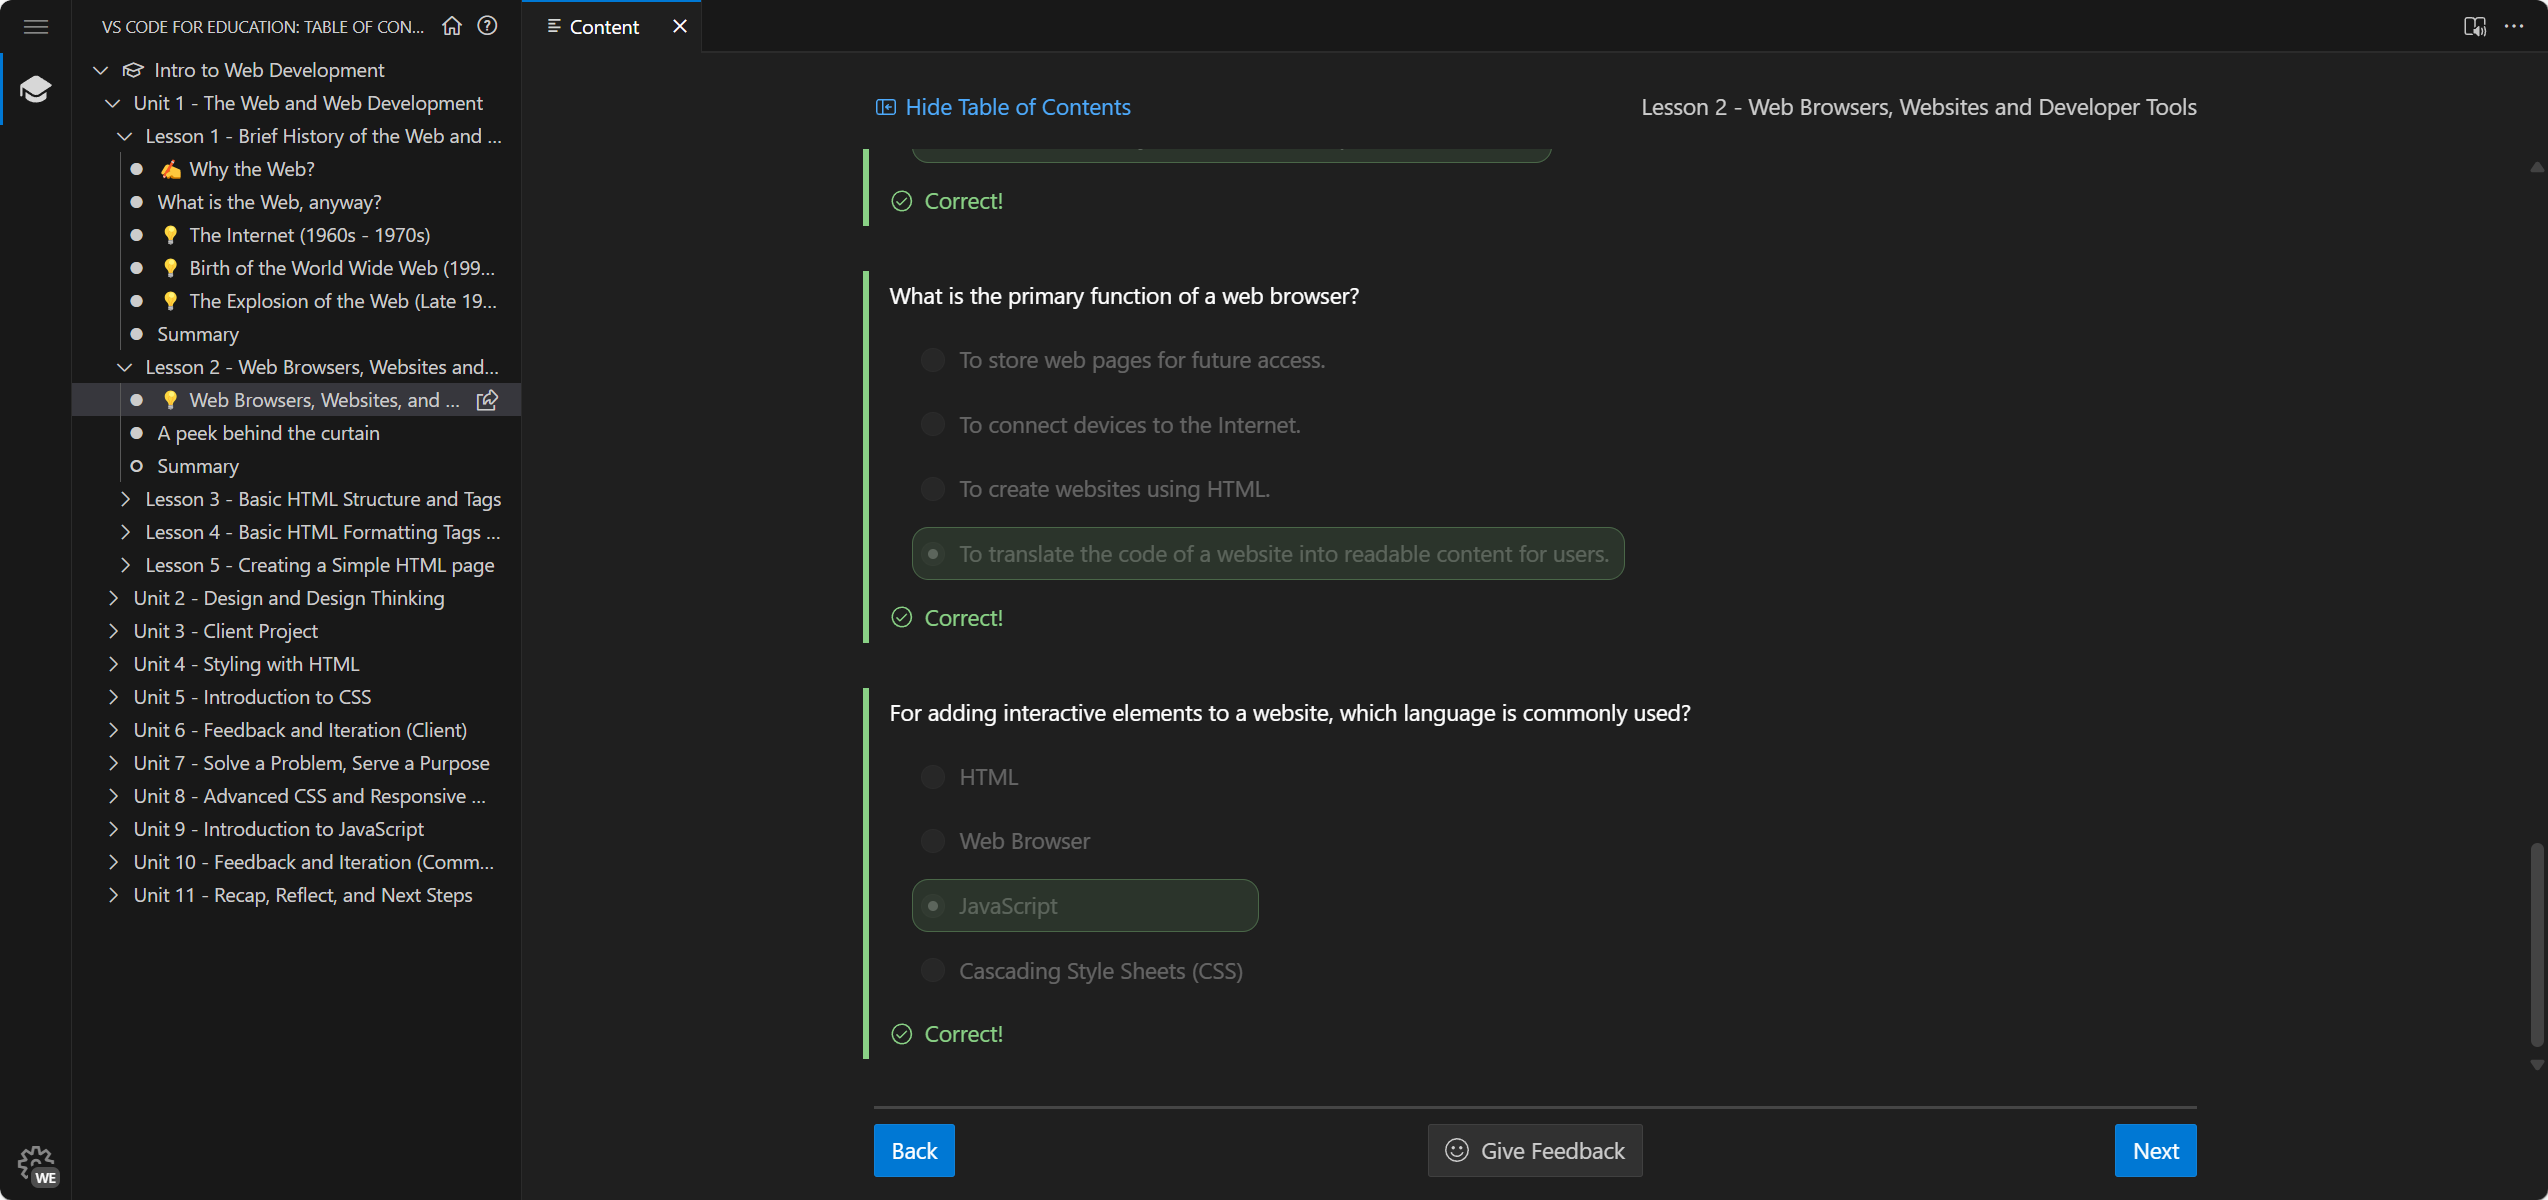 VS CODE FOR EDUCATION: TABLE OF CON...
Intro to Web Development
Unit 1 - The Web and Web Development
Lesson 1 - Brief History of the Web and ...
✍️ Why the Web?
What is the Web, anyway?
💡 The Internet (1960s - 1970s)
💡 Birth of the World Wide Web (199...
💡 The Explosion of the Web (Late 19...
Summary
Lesson 2 - Web Browsers, Websites and...
💡 Web Browsers, Websites, and ...
A peek behind the curtain
Summary
Lesson 3 - Basic HTML Structure and Tags
Lesson 4 - Basic HTML Formatting Tags ...
Lesson 5 - Creating a Simple HTML page
Unit 2 - Design and Design Thinking
Unit 3 - Client Project
Unit 4 - Styling with HTML
Unit 5 - Introduction to CSS
Unit 6 - Feedback and Iteration (Client)
Unit 7 - Solve a Problem, Serve a Purpose
Unit 8 - Advanced CSS and Responsive ...
Unit 9 - Introduction to JavaScript
Unit 10 - Feedback and Iteration (Comm...
Unit 11 - Recap, Reflect, and Next Steps
WE
Content
Hide Table of Contents
Lesson 2 - Web Browsers, Websites and Developer Tools
Correct!
What is the primary function of a web browser?
To store web pages for future access.
To connect devices to the Internet.
To create websites using HTML.
To translate the code of a website into readable content for users.
Correct!
For adding interactive elements to a website, which language is commonly used?
HTML
Web Browser
JavaScript
Cascading Style Sheets (CSS)
Correct!
Back
Give Feedback
Next